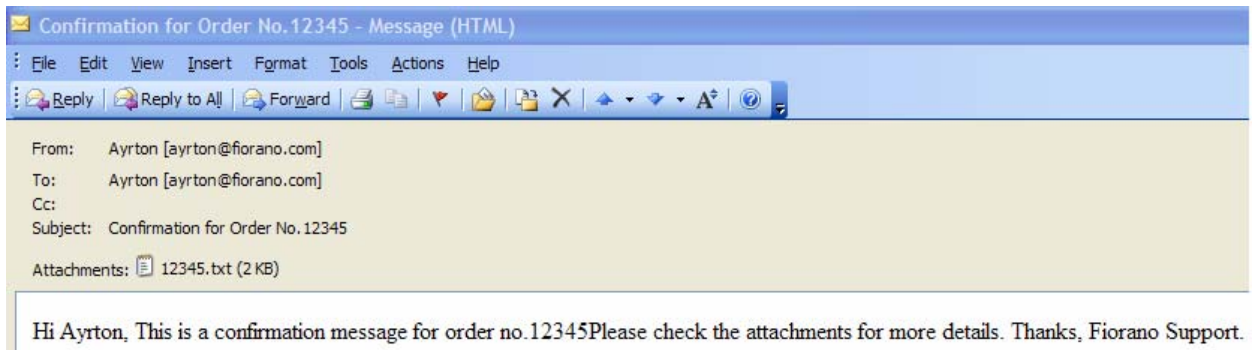 Confirmation for Order No.12345 - Message (HTML)
File Edit View Insert Format Tools Actions Help
Reply Reply to All Forward A
From: Ayrton [ayrton@fiorano.com]
To: Ayrton [ayrton@fiorano.com]
Cc:
Subject: Confirmation for Order No.12345
Attachments: 12345.txt (2 KB)
Hi Ayrton, This is a confirmation message for order no.12345Please check the attachments for more details. Thanks, Fiorano Support.